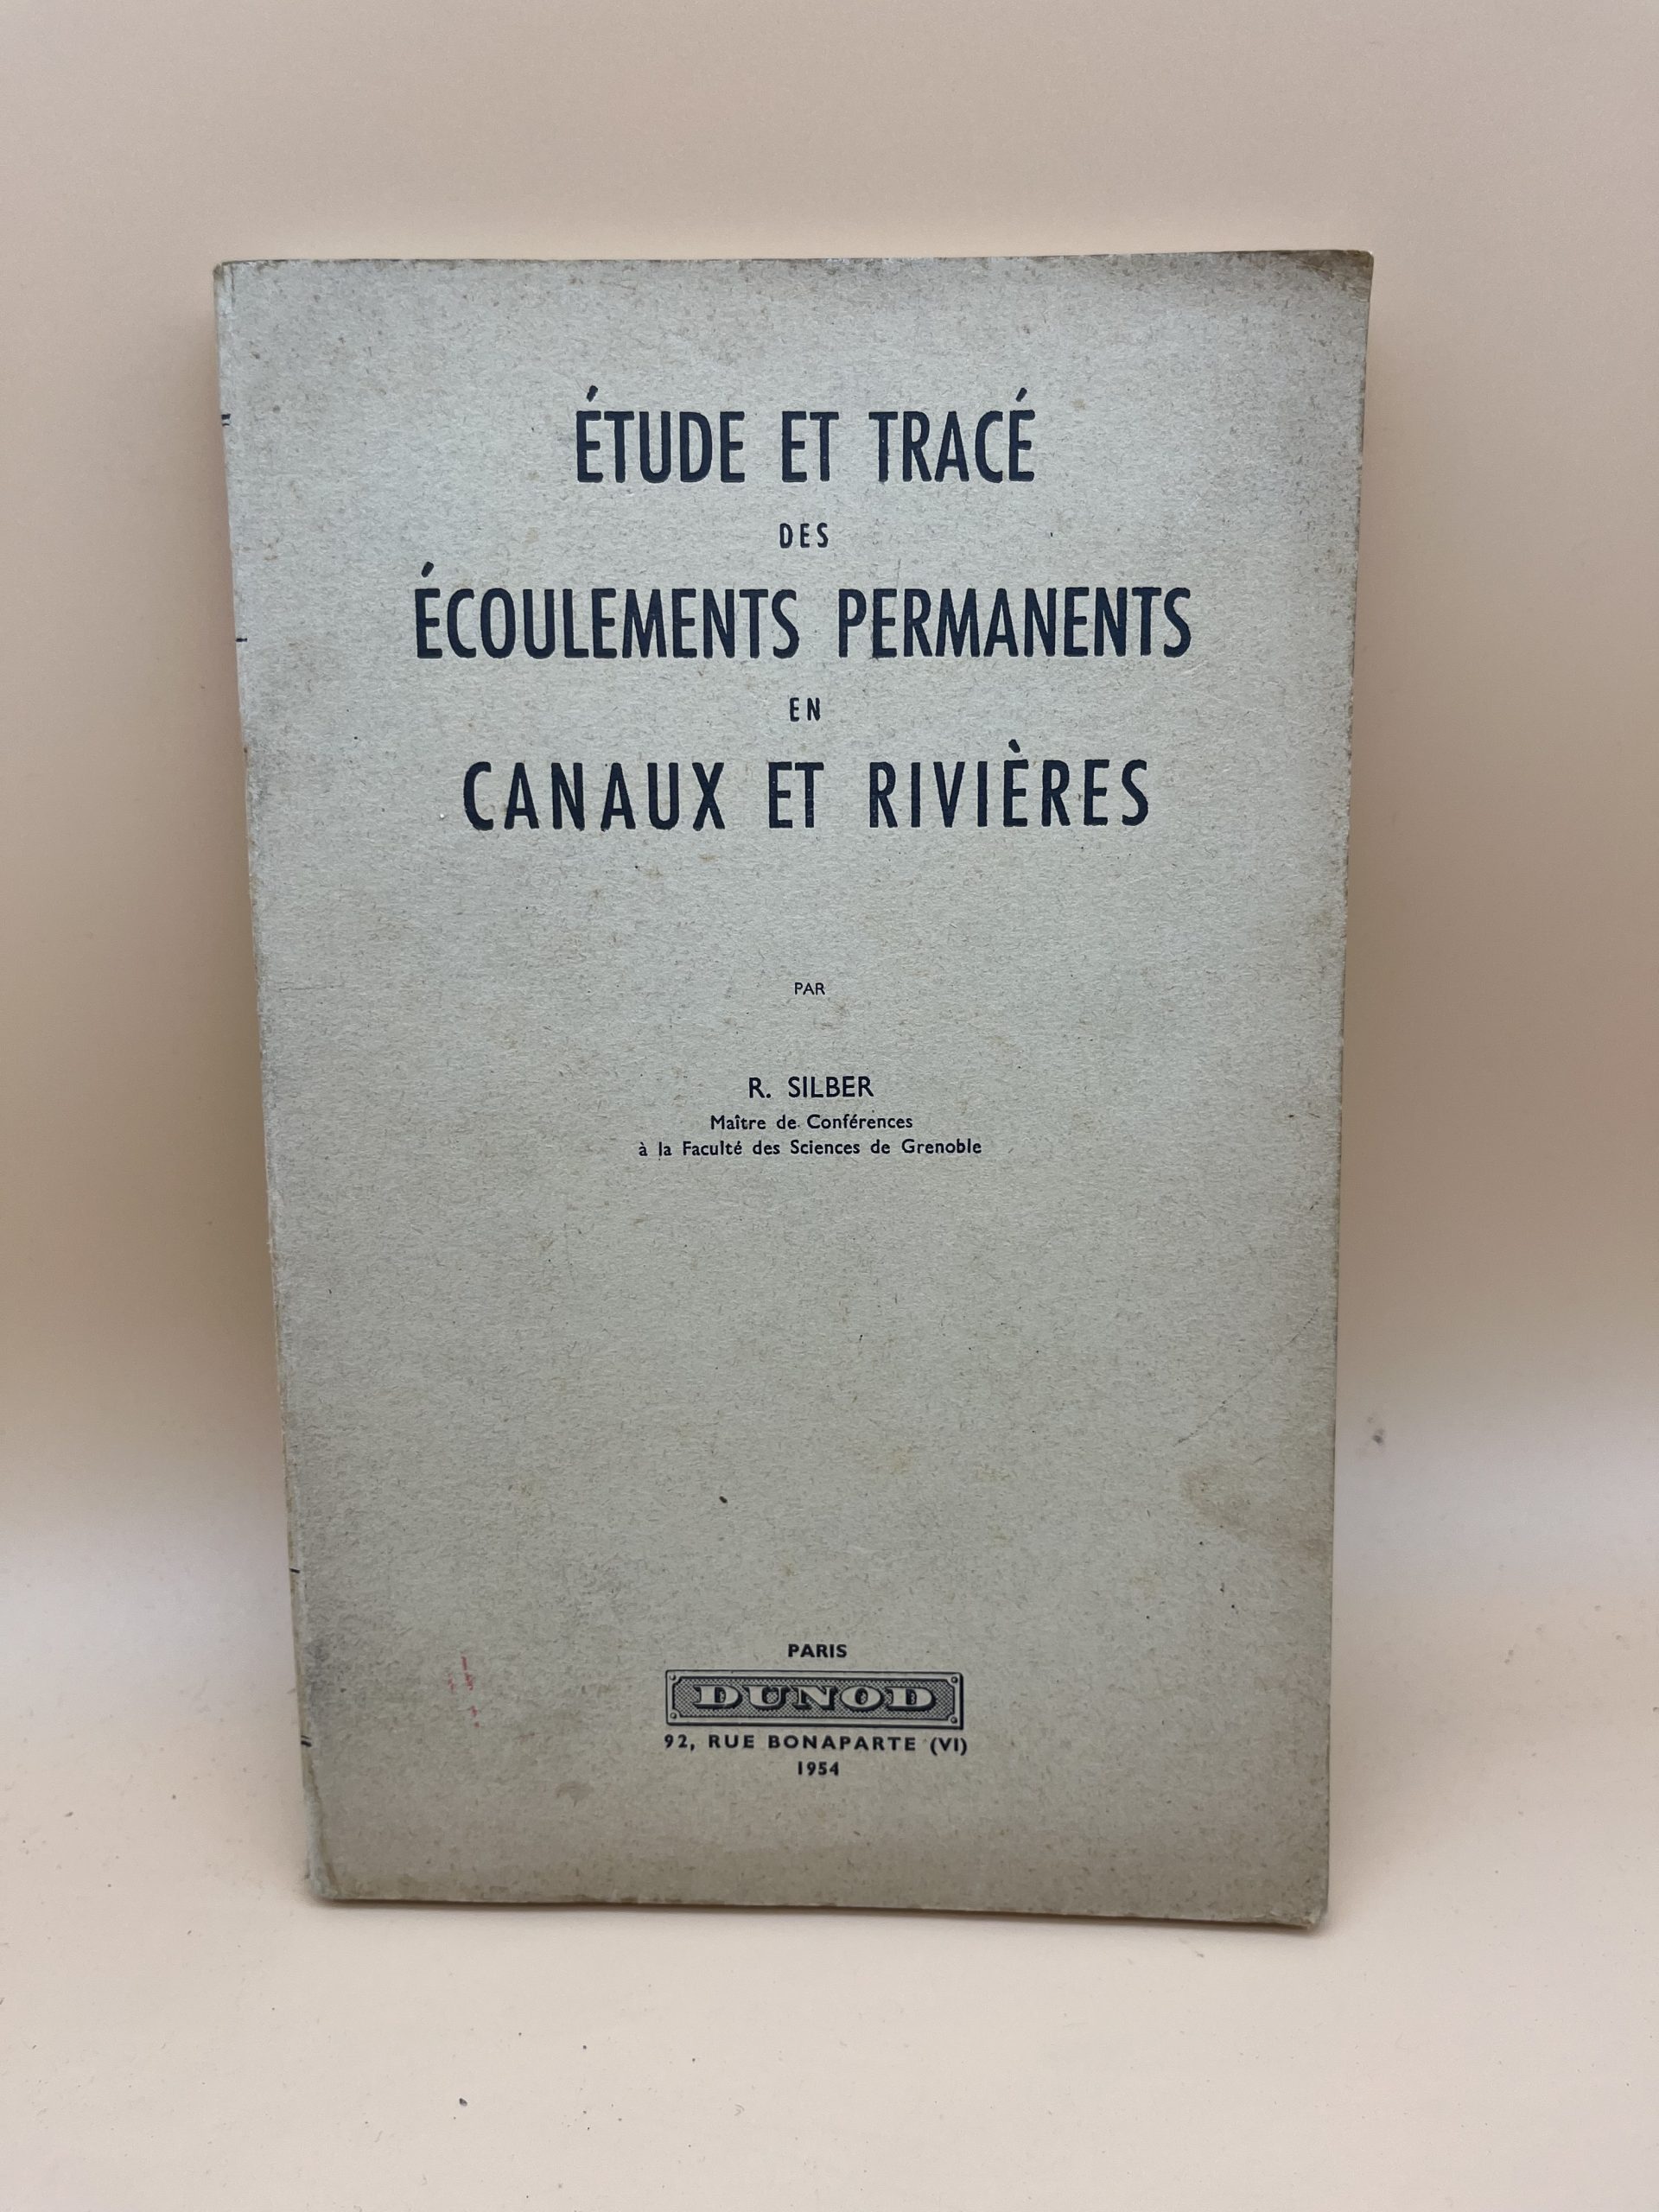 ÉTUDE ET TRACÉ
DES
ÉCOULEMENTS PERMANENTS
EN
CANAUX ET RIVIÈRES
PAR
R. SILBER
Maître de Conférences
à la Faculté des Sciences de Grenoble
PARIS
DUNOD
92, RUE BONAPARTE (VI)
1954